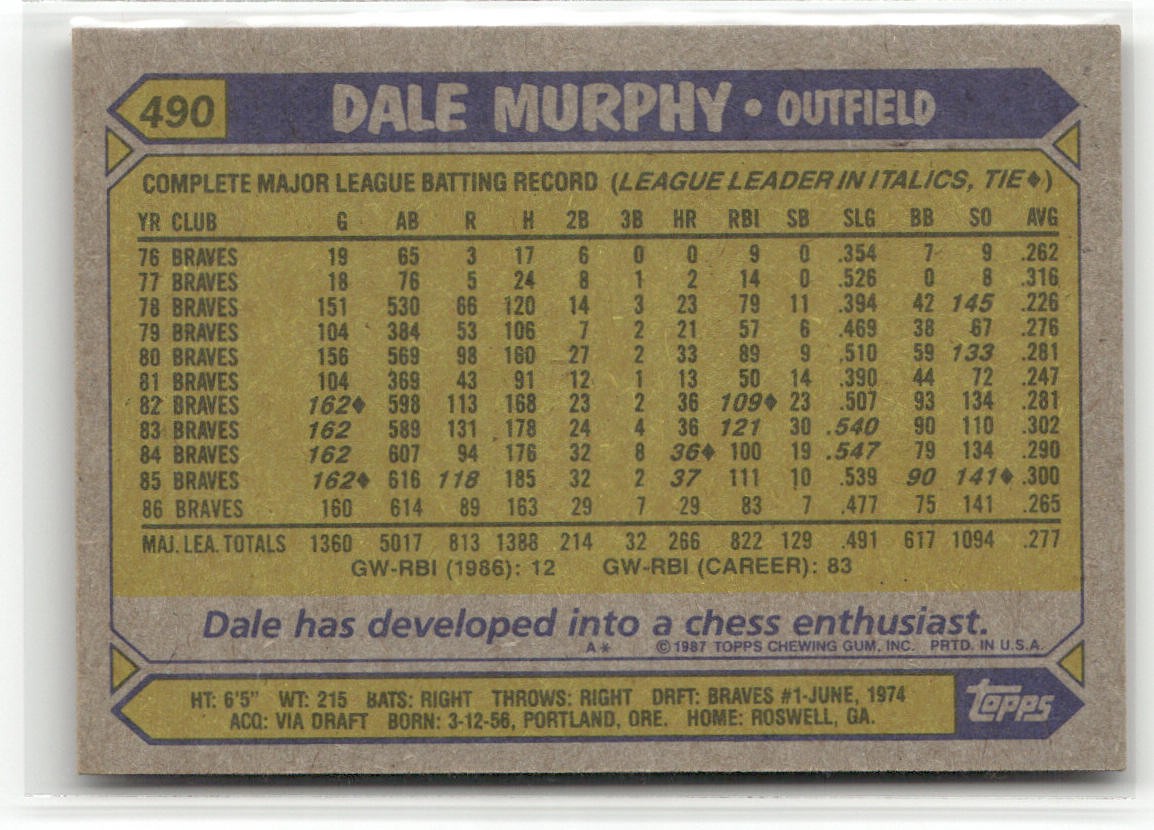 490 DALE MURPHY • OUTFIELD
COMPLETE MAJOR LEAGUE BATTING RECORD (LEAGUE LEADER IN ITALICS, TIE♦)
YR CLUB G AB R H 2B 3B HR RBI SB SLG BB SO AVG
76 BRAVES 19 65 3 17 6 0 0 9 0 .354 7 9 .262
77 BRAVES 18 76 5 24 8 1 2 14 0 .526 0 8 .316
78 BRAVES 151 530 66 120 14 3 23 79 11 .394 42 145 .226
79 BRAVES 104 384 53 106 7 2 21 57 6 .469 38 67 .276
80 BRAVES 156 569 98 160 27 2 33 89 9 .510 59 133 .281
81 BRAVES 104 369 43 91 12 1 13 50 14 .390 44 72 .247
82 BRAVES 162♦ 598 113 168 23 2 36 109♦ 23 .507 93 134 .281
83 BRAVES 162 589 131 178 24 4 36 121 30 .540 90 110 .302
84 BRAVES 162 607 94 176 32 8 36♦ 100 19 .547 79 134 .290
85 BRAVES 162♦ 616 118 185 32 2 37 111 10 .539 90 141♦ .300
86 BRAVES 160 614 89 163 29 7 29 83 7 .477 75 141 .265
MAJ. LEA. TOTALS 1360 5017 813 1388 214 32 266 822 129 .491 617 1094 .277
GW-RBI (1986): 12 GW-RBI (CAREER): 83
Dale has developed into a chess enthusiast.
A* ©1987 TOPPS CHEWING GUM, INC. PRTD. IN U.S.A.
HT: 6'5" WT: 215 BATS: RIGHT THROWS: RIGHT DRFT: BRAVES #1-JUNE, 1974
ACQ: VIA DRAFT BORN: 3-12-56, PORTLAND, ORE. HOME: ROSWELL, GA.
topps